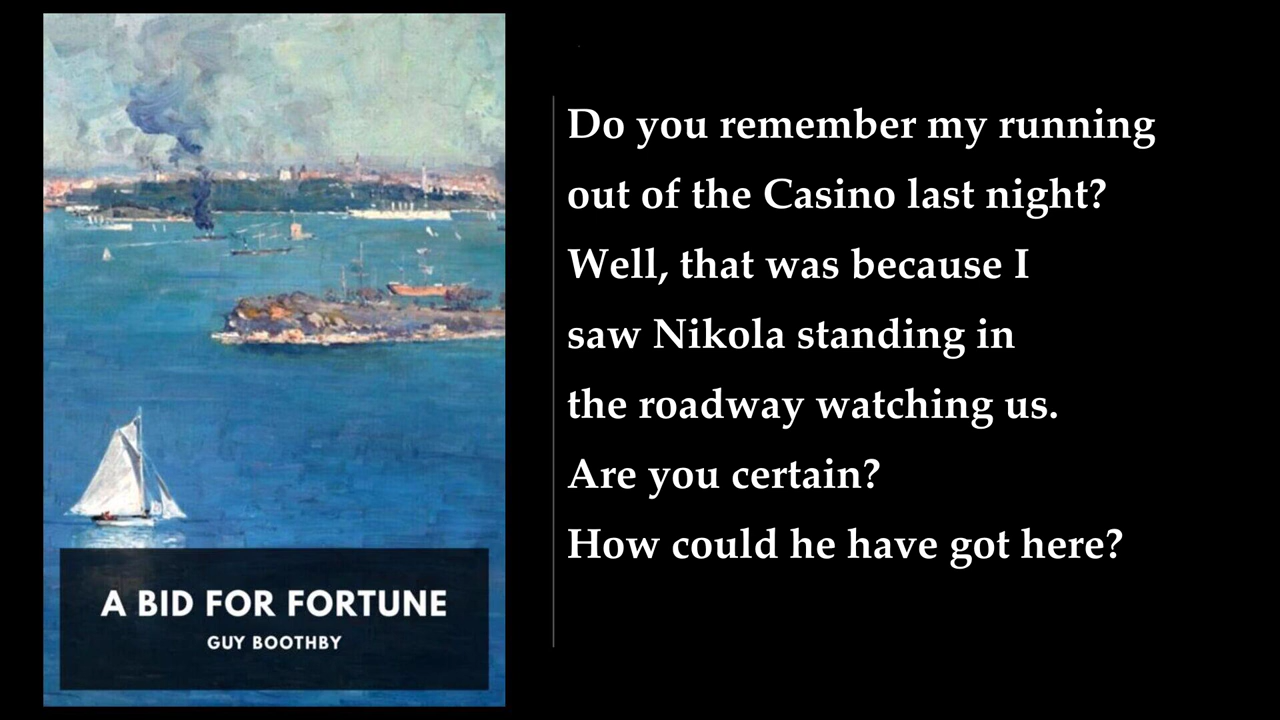 Do you remember my running
out of the Casino last night?
Well, that was because I
saw Nikola standing in
the roadway watching us.
Are you certain?
How could he have got here?
A BID FOR FORTUNE
GUY BOOTHBY